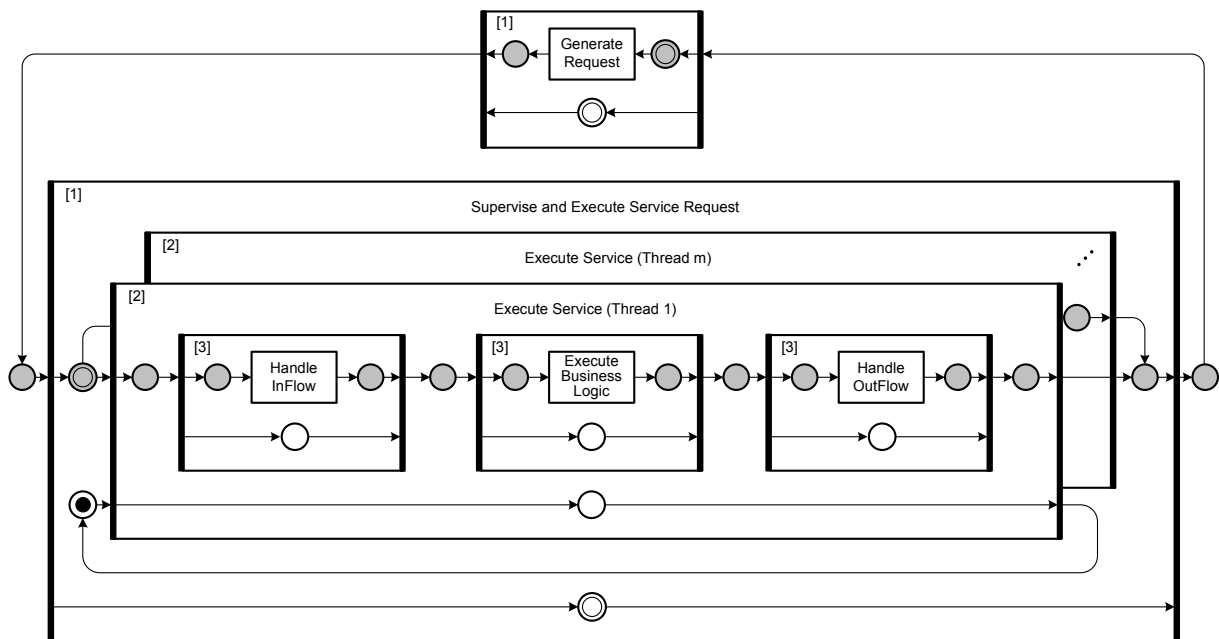 [1]
Generate
Request
[1]
Supervise and Execute Service Request
[2]
Execute Service (Thread m)
[2]
Execute Service (Thread 1)
[3]
Handle
InFlow
[3]
Execute
Business
Logic
[3]
Handle
OutFlow